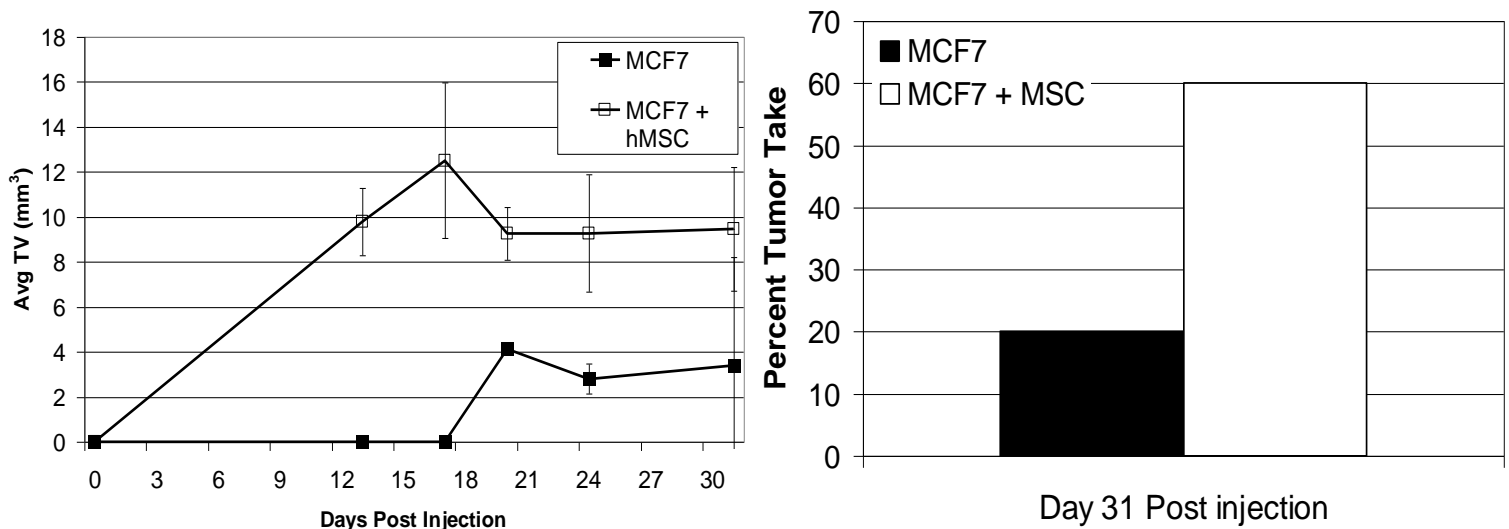 18
16
14
12
10
8
6
4
2
0
Avg TV (mm³)
MCF7
MCF7 +
hMSC
0 3 6 9 12 15 18 21 24 27 30
Days Post Injection
70
60
50
40
30
20
10
0
Percent Tumor Take
MCF7
MCF7 + MSC
Day 31 Post injection